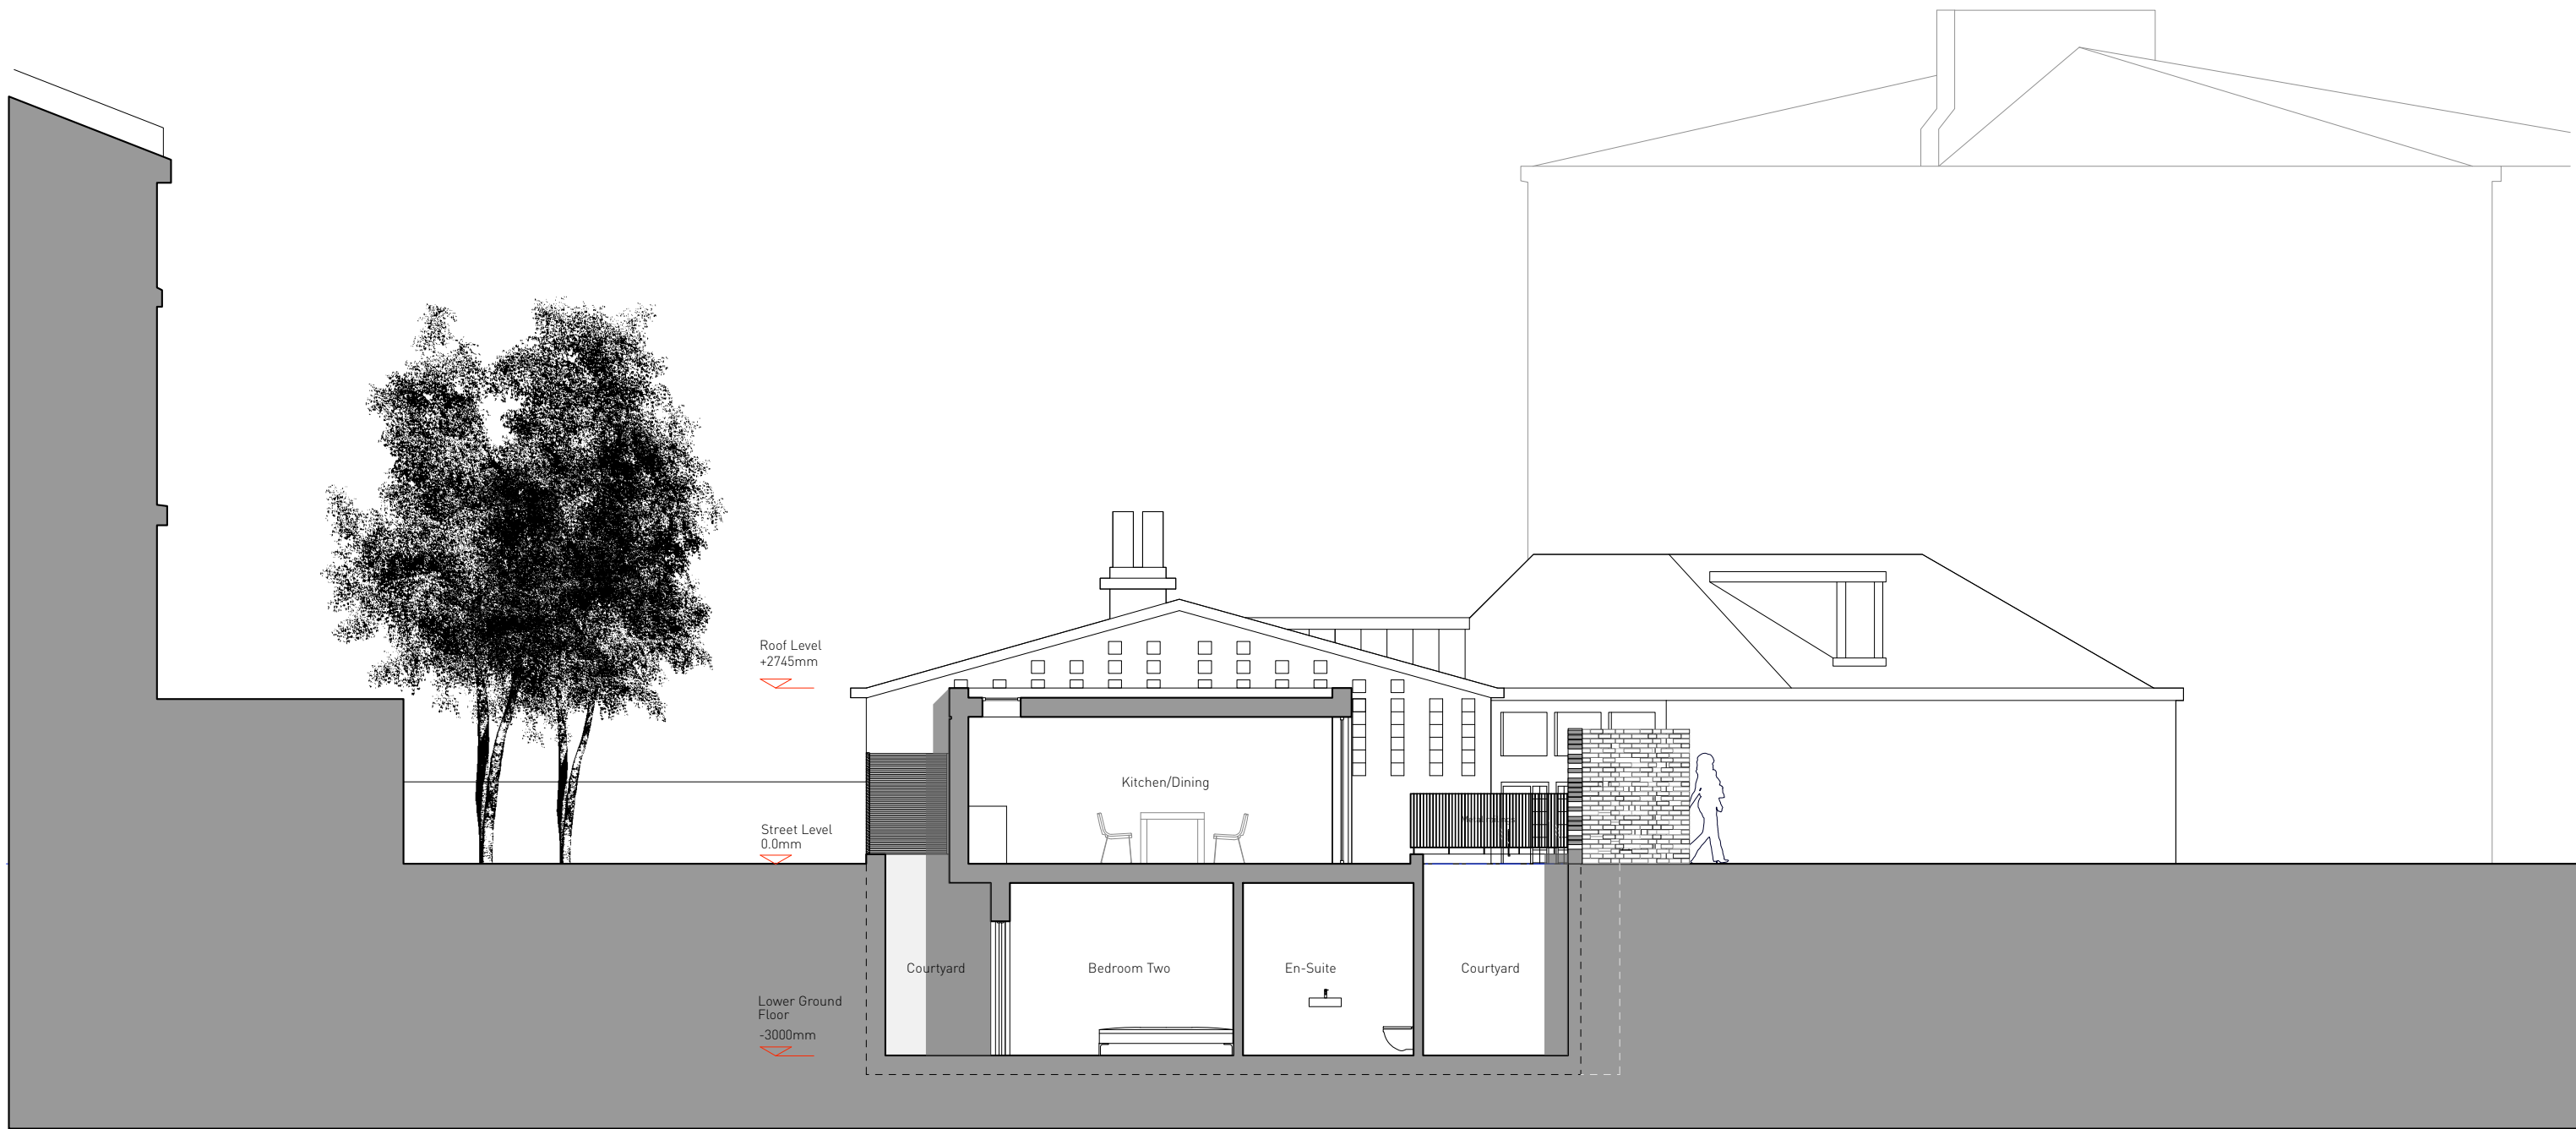 Roof Level
+2745mm
Kitchen/Dining
Street Level
0.0mm
Courtyard
Bedroom Two
En-Suite
Courtyard
Lower Ground
Floor
-3000mm